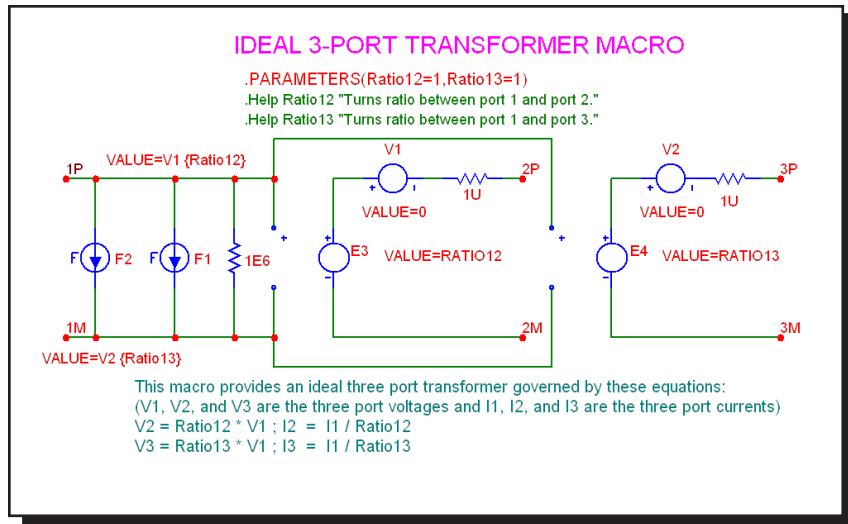 IDEAL 3-PORT TRANSFORMER MACRO
.PARAMETERS(Ratio12=1,Ratio13=1)
.Help Ratio12 "Turns ratio between port 1 and port 2."
.Help Ratio13 "Turns ratio between port 1 and port 3."
V1
V2
1P
VALUE=V1 {Ratio12}
2P
3P
1U
1U
VALUE=0
VALUE=0
+ -
+ -
F
F2
F
F1
1E6
+
+
-
E3
VALUE=RATIO12
+
+
-
E4
VALUE=RATIO13
1M
2M
3M
VALUE=V2 {Ratio13}
This macro provides an ideal three port transformer governed by these equations:
(V1, V2, and V3 are the three port voltages and I1, I2, and I3 are the three port currents)
V2 = Ratio12 * V1 ; I2 = I1 / Ratio12
V3 = Ratio13 * V1 ; I3 = I1 / Ratio13